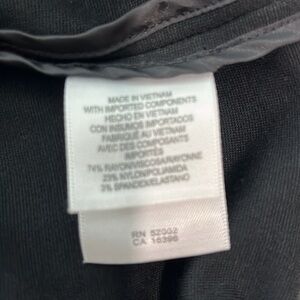 MADE IN VIETNAM
WITH IMPORTED COMPONENTS
HECHO EN VIETNAM
CON INSUMOS IMPORTADOS
FABRIQUÉ AU VIETNAM
AVEC DES COMPOSANTS
IMPORTÉS
74% RAYON/VISCOSA/RAYONNE
23% NYLON/POLIAMIDA
3% SPANDEX/ELASTANO
RN 52002
CA 16396